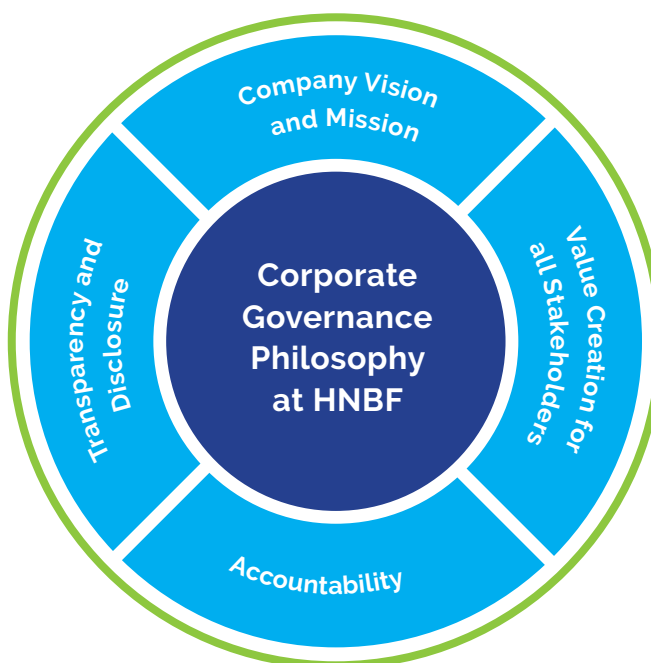 Company Vision
and Mission
Value Creation for
all Stakeholders
Accountability
Transparency and
Disclosure
Corporate
Governance
Philosophy
at HNBF